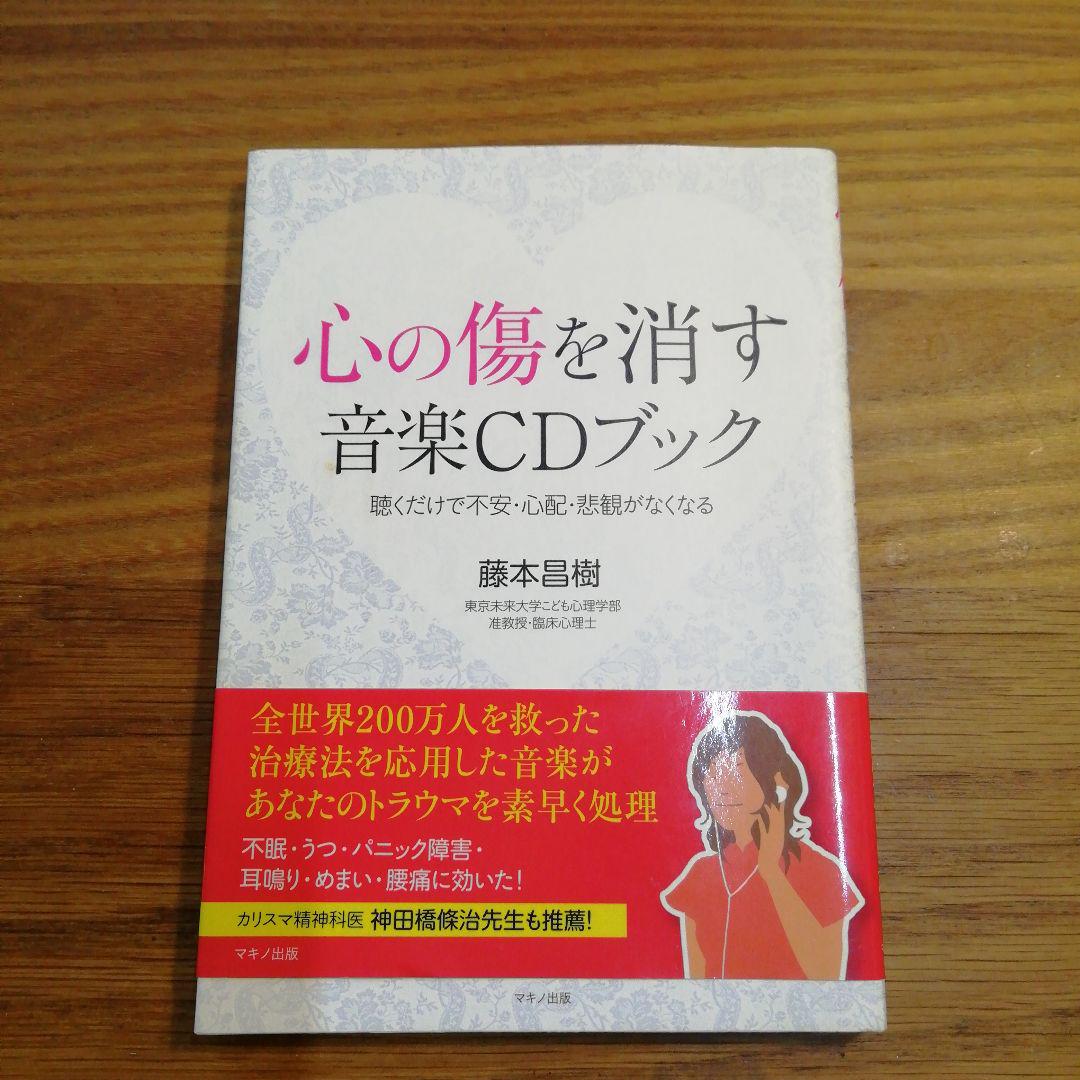 心の傷を消す
音楽CDブック
聴くだけで不安・心配・悲観がなくなる
藤本昌樹
東京未来大学こども心理学部
准教授・臨床心理士
全世界200万人を救った
治療法を応用した音楽が
あなたのトラウマを素早く処理
不眠・うつ・パニック障害・
耳鳴り・めまい・腰痛に効いた!
カリスマ精神科医 神田橋條治先生も推薦!
マキノ出版
マキノ出版